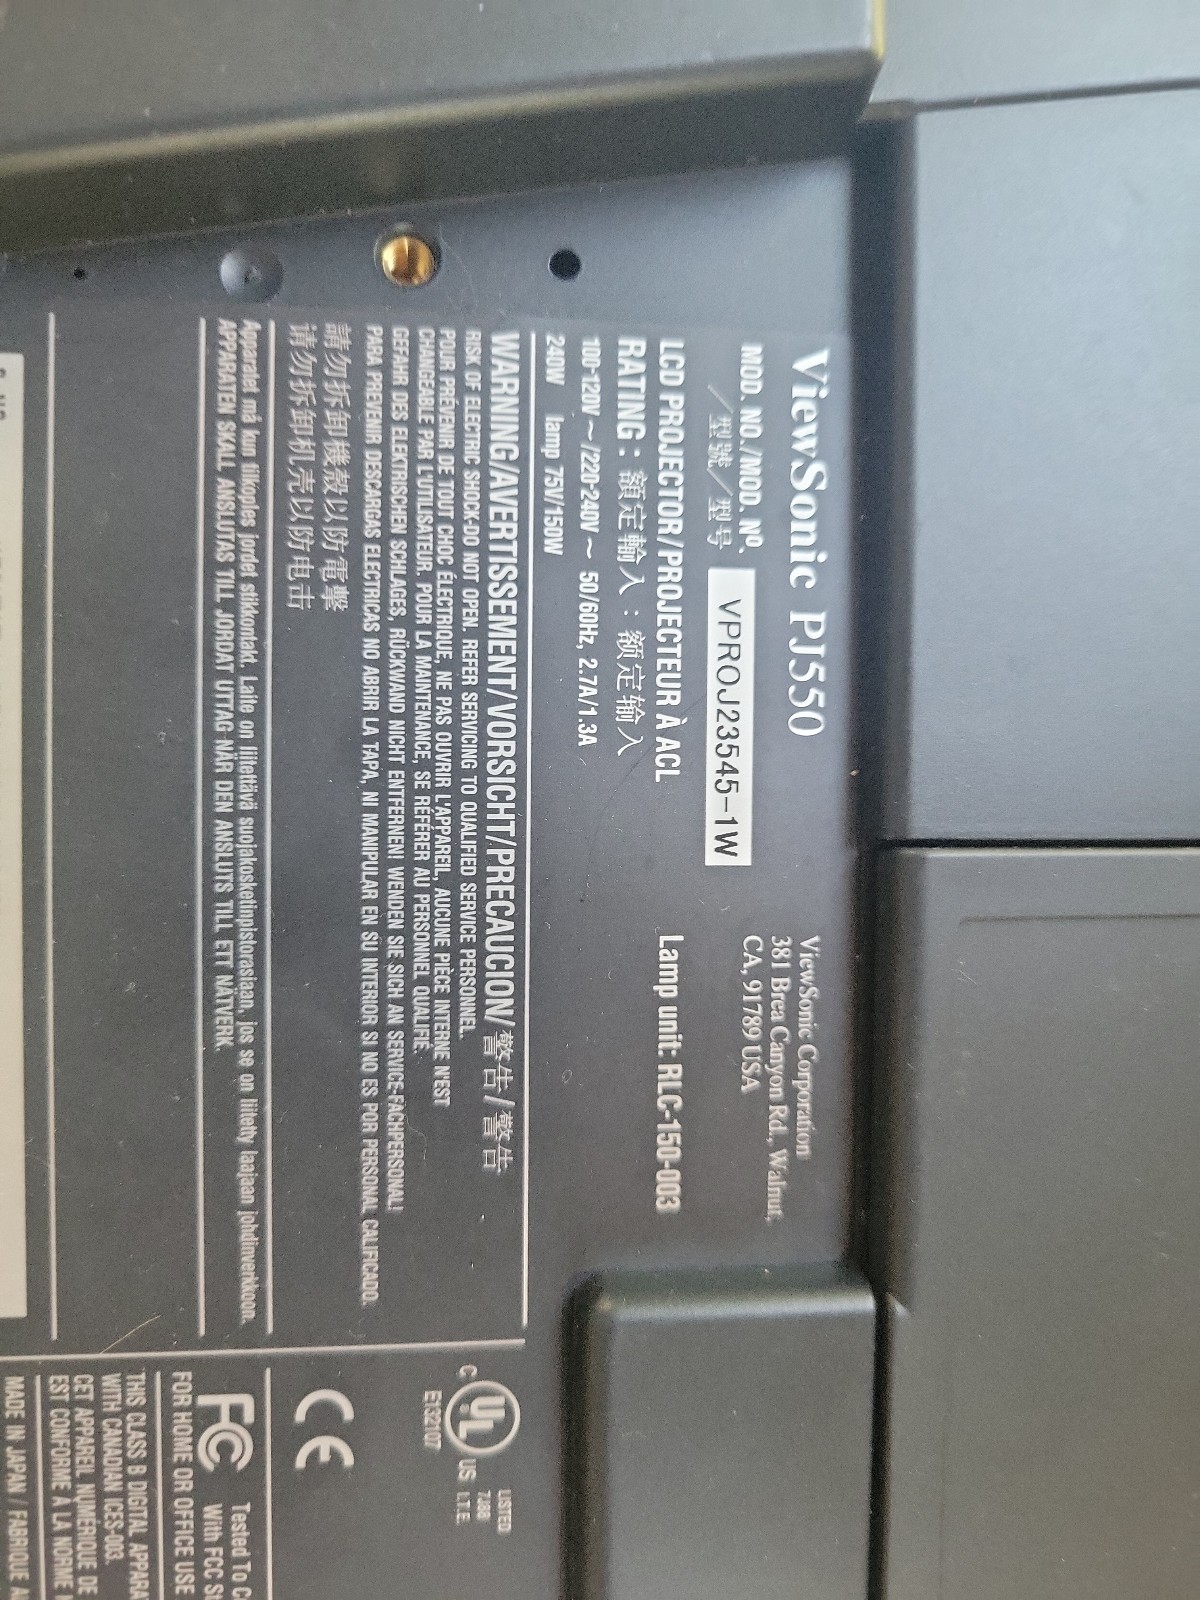 ViewSonic PJ550
MOD. NO./MOD. Nº.
／型號／型号
VPROJ23545-1W
ViewSonic Corporation
381 Brea Canyon Rd., Walnut,
CA, 91789 USA
LCD PROJECTOR/PROJECTEUR À ACL
Lamp unit: RLC-150-003
RATING : 額定輸入 : 额定输入
100-120V ~ /220-240V ~ 50/60Hz, 2.7A/1.3A
240W lamp 75V/150W
WARNING/AVERTISSEMENT/VORSICHT/PRECAUCION/警告/警告
RISK OF ELECTRIC SHOCK-DO NOT OPEN. REFER SERVICING TO QUALIFIED SERVICE PERSONNEL.
POUR PRÉVENIR DE TOUT CHOC ÉLECTRIQUE, NE PAS OUVRIR L'APPAREIL, AUCUNE PIÈCE INTERNE N'EST
CHANGEABLE PAR L'UTILISATEUR. POUR LA MAINTENANCE, SE RÉFÉRER AU PERSONNEL QUALIFIE.
GEFAHR DES ELEKTRISCHEN SCHLAGES, RÜCKWAND NICHT ENTFERNEN! WENDEN SIE SICH AN SERVICE-FACHPERSONAL!
PARA PREVENIR DESCARGAS ELECTRICAS NO ABRIR LA TAPA, NI MANIPULAR EN SU INTERIOR SI NO ES POR PERSONAL CALIFICADO.
請勿拆卸機殼以防電擊
请勿拆卸机壳以防电击
Apparatet må kun tilkoples jordet stikkontakt. Laite on liitettävä suojakosketinpistorasiaan, jos se on liitetty laajaan johdinverkkoon.
APPARATEN SKALL ANSLUTAS TILL JORDAT UTTAG NÄR DEN ANSLUTS TILL ETT NÄTVERK.
C UL US
LISTED
7J88
I.T.E.
E132107
CE
FC
Tested To C
With FCC St
FOR HOME OR OFFICE USE
THIS CLASS B DIGITAL APPARA
WITH CANADIAN ICES-003.
CET APPAREIL NUMÉRIQUE DE
EST CONFORME À LA NORME N
MADE IN JAPAN / FABRIQUE A